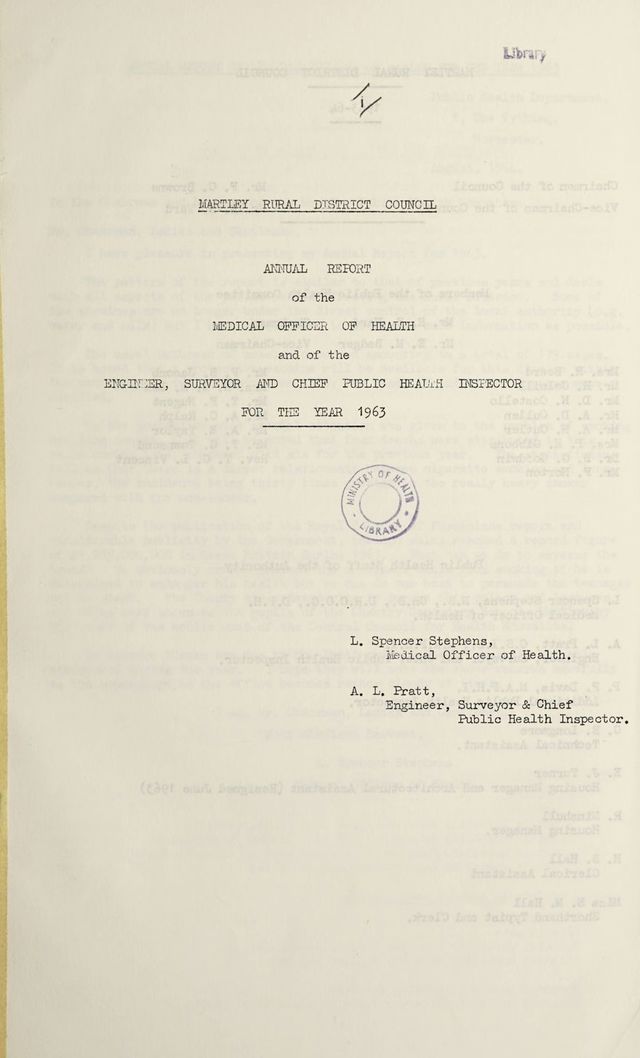 Library
1/
MARTLEY RURAL DISTRICT COUNCIL
ANNUAL REPORT
of the
MEDICAL OFFICER OF HEALTH
and of the
ENGINEER, SURVEYOR AND CHIEF PUBLIC HEALTH INSPECTOR
FOR THE YEAR 1963
MINISTRY OF HEALTH
LIBRARY
L. Spencer Stephens,
Medical Officer of Health.
A. L. Pratt,
Engineer, Surveyor & Chief
Public Health Inspector.